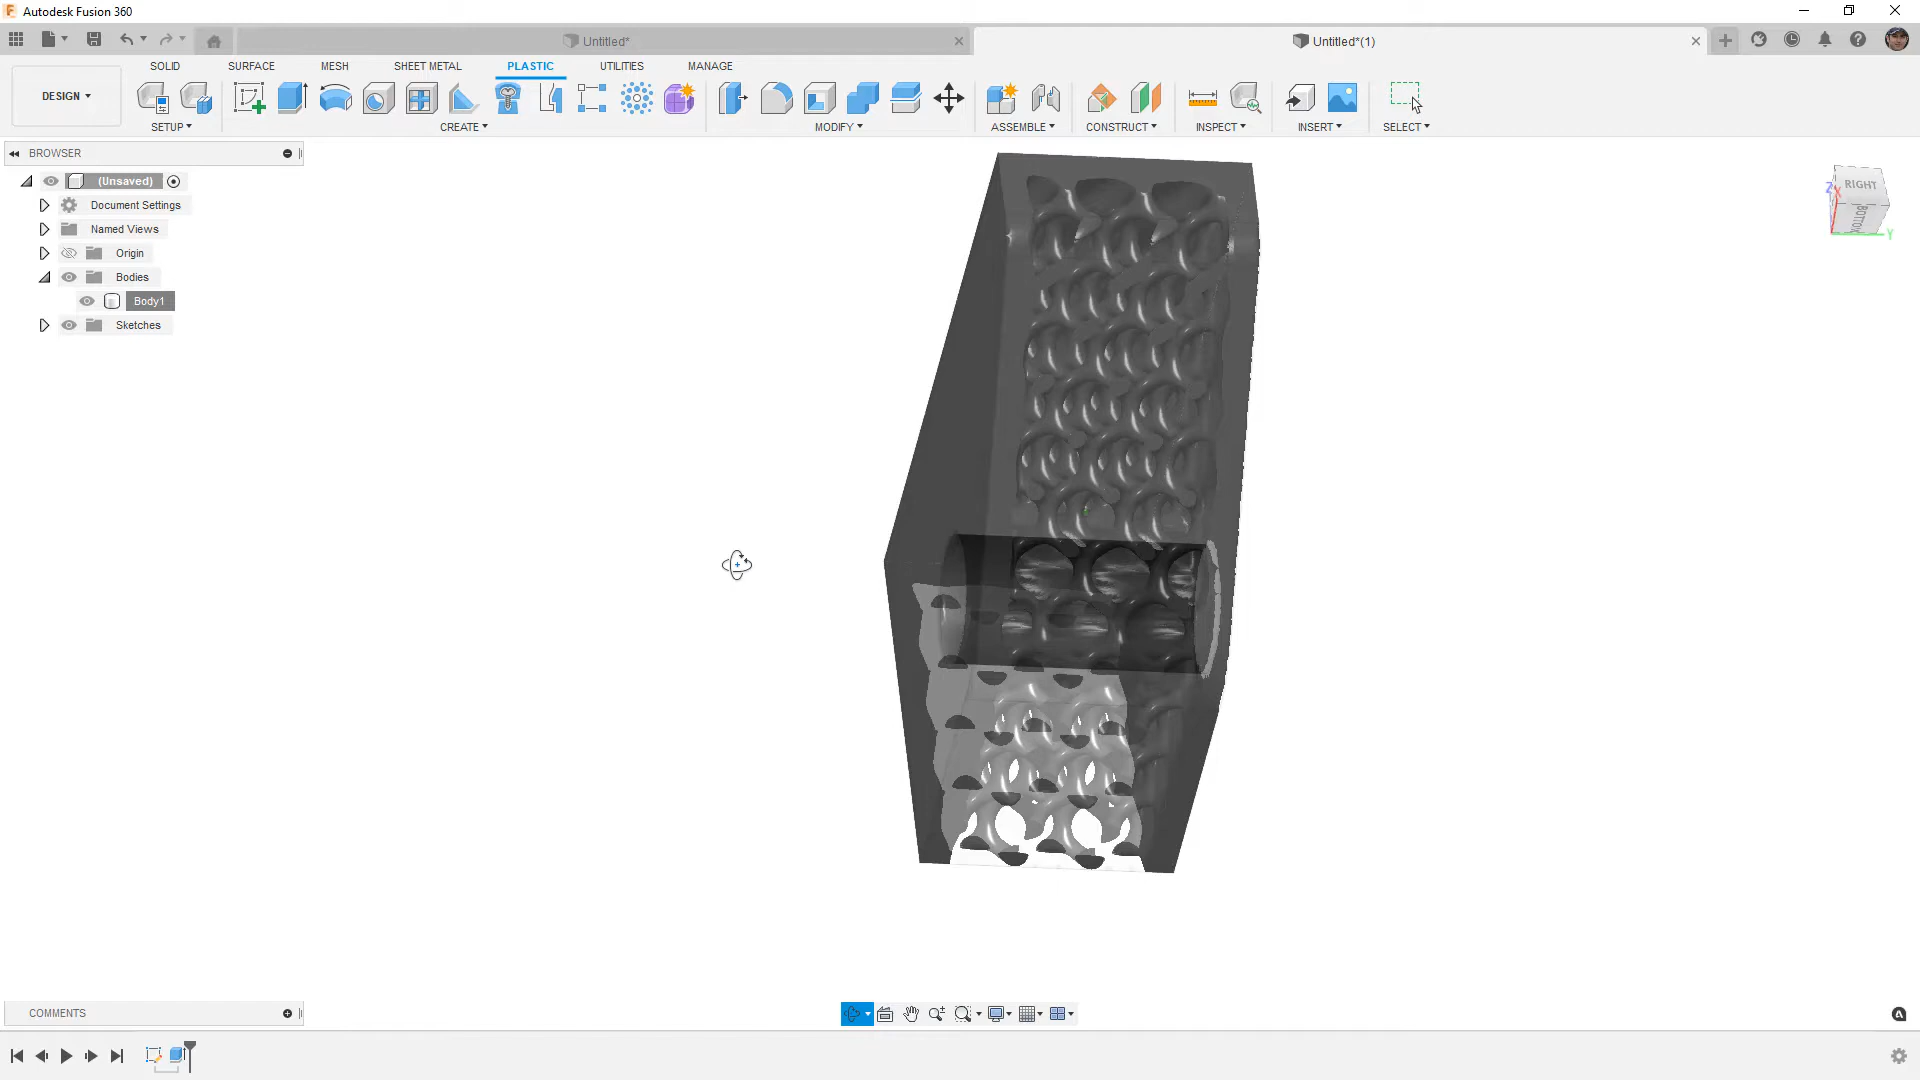 Autodesk Fusion 360
Untitled*
Untitled*(1)
SOLID SURFACE MESH SHEET METAL PLASTIC UTILITIES MANAGE
DESIGN
SETUP CREATE MODIFY ASSEMBLE CONSTRUCT INSPECT INSERT SELECT
BROWSER
(Unsaved)
Document Settings
Named Views
Origin
Bodies
Body1
Sketches
RIGHT
BOTTOM
Z
X
Y
COMMENTS